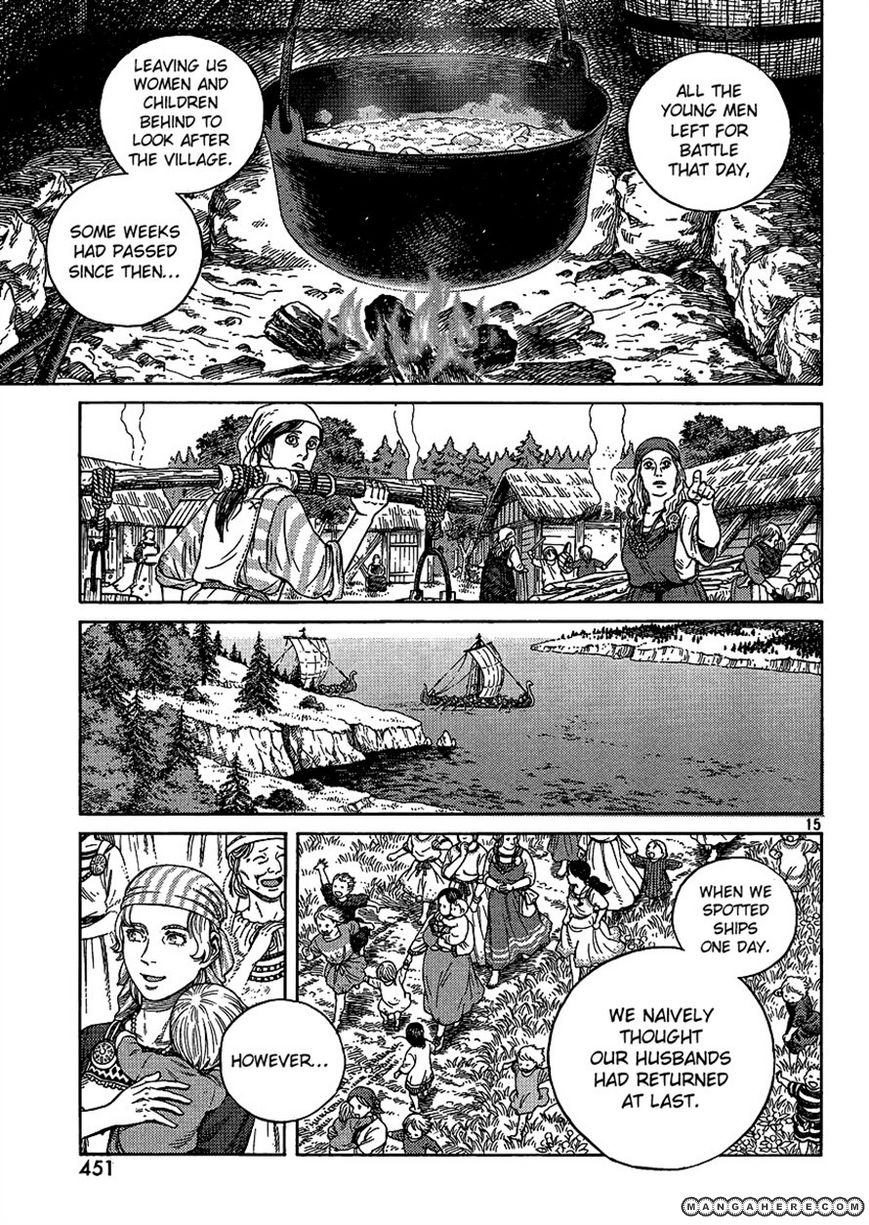 ALL THE
YOUNG MEN
LEFT FOR
BATTLE
THAT DAY,
LEAVING US
WOMEN AND
CHILDREN
BEHIND TO
LOOK AFTER
THE VILLAGE.
SOME WEEKS
HAD PASSED
SINCE THEN...
15
WHEN WE
SPOTTED
SHIPS
ONE DAY.
WE NAIVELY
THOUGHT
OUR HUSBANDS
HAD RETURNED
AT LAST.
HOWEVER...
451
MANGAHERE.COM